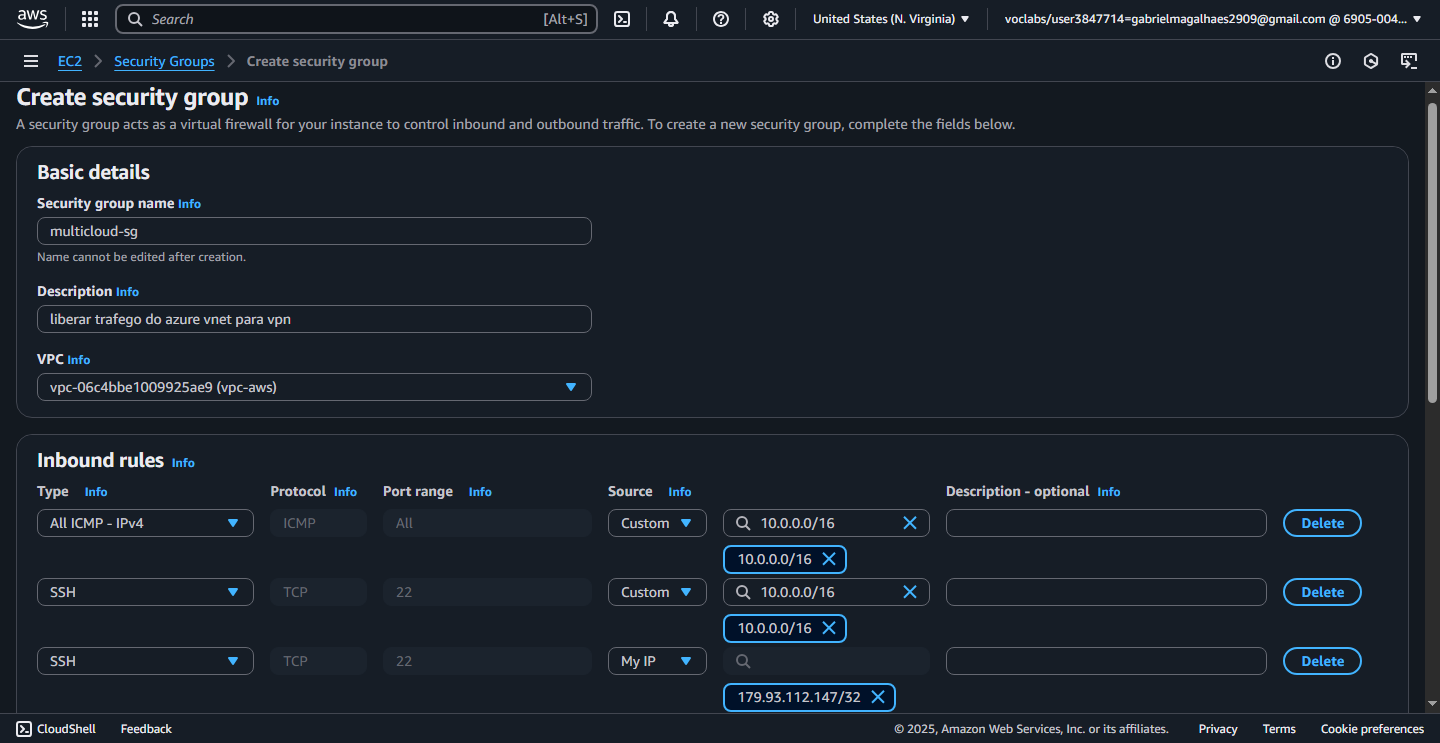 aws
Search [Alt+S] United States (N. Virginia) voclabs/user3847714=gabrielmagalhaes2909@gmail.com @ 6905-004...
EC2 Security Groups Create security group
Create security group Info
A security group acts as a virtual firewall for your instance to control inbound and outbound traffic. To create a new security group, complete the fields below.
Basic details
Security group name Info
multicloud-sg
Name cannot be edited after creation.
Description Info
liberar trafego do azure vnet para vpn
VPC Info
vpc-06c4bbe1009925ae9 (vpc-aws)
Inbound rules Info
Type Info Protocol Info Port range Info Source Info Description - optional Info
All ICMP - IPv4 ICMP All Custom 10.0.0.0/16 Delete
10.0.0.0/16
SSH TCP 22 Custom 10.0.0.0/16 Delete
10.0.0.0/16
SSH TCP 22 My IP Delete
179.93.112.147/32
CloudShell Feedback © 2025, Amazon Web Services, Inc. or its affiliates. Privacy Terms Cookie preferences